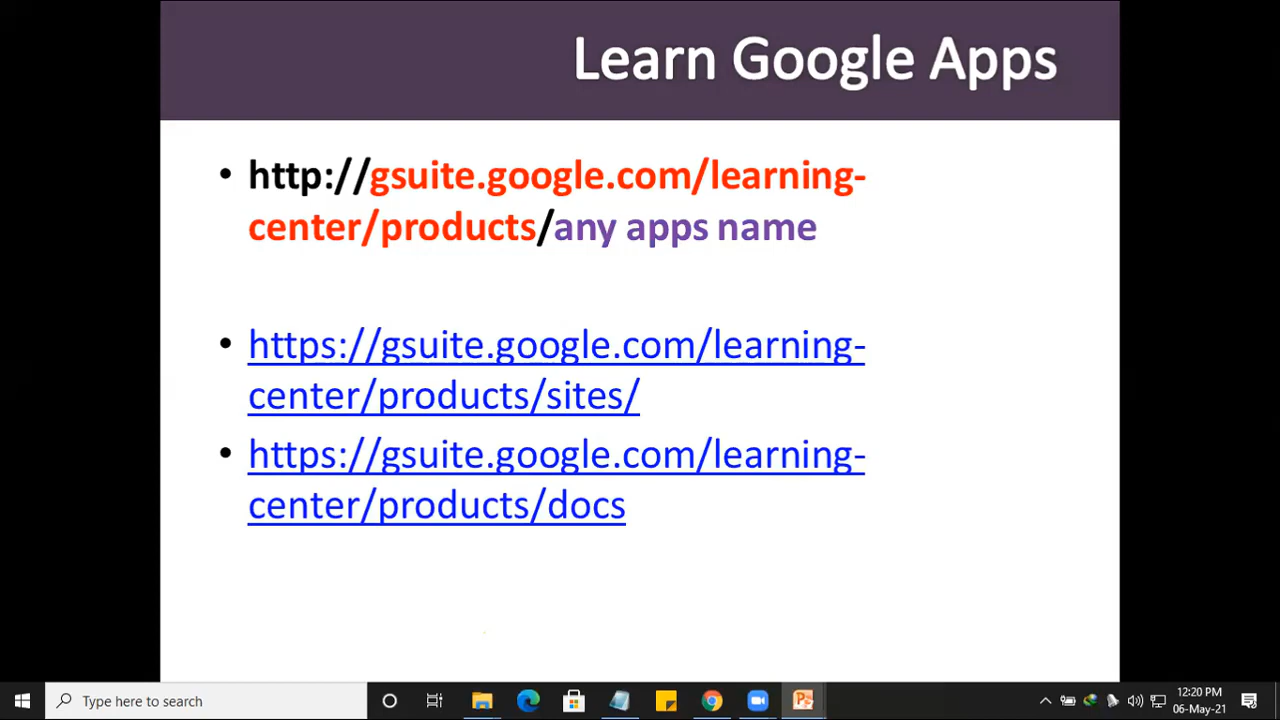 Learn Google Apps
• http://gsuite.google.com/learning-
center/products/any apps name
• https://gsuite.google.com/learning-
center/products/sites/
• https://gsuite.google.com/learning-
center/products/docs
Type here to search
12:20 PM
06-May-21